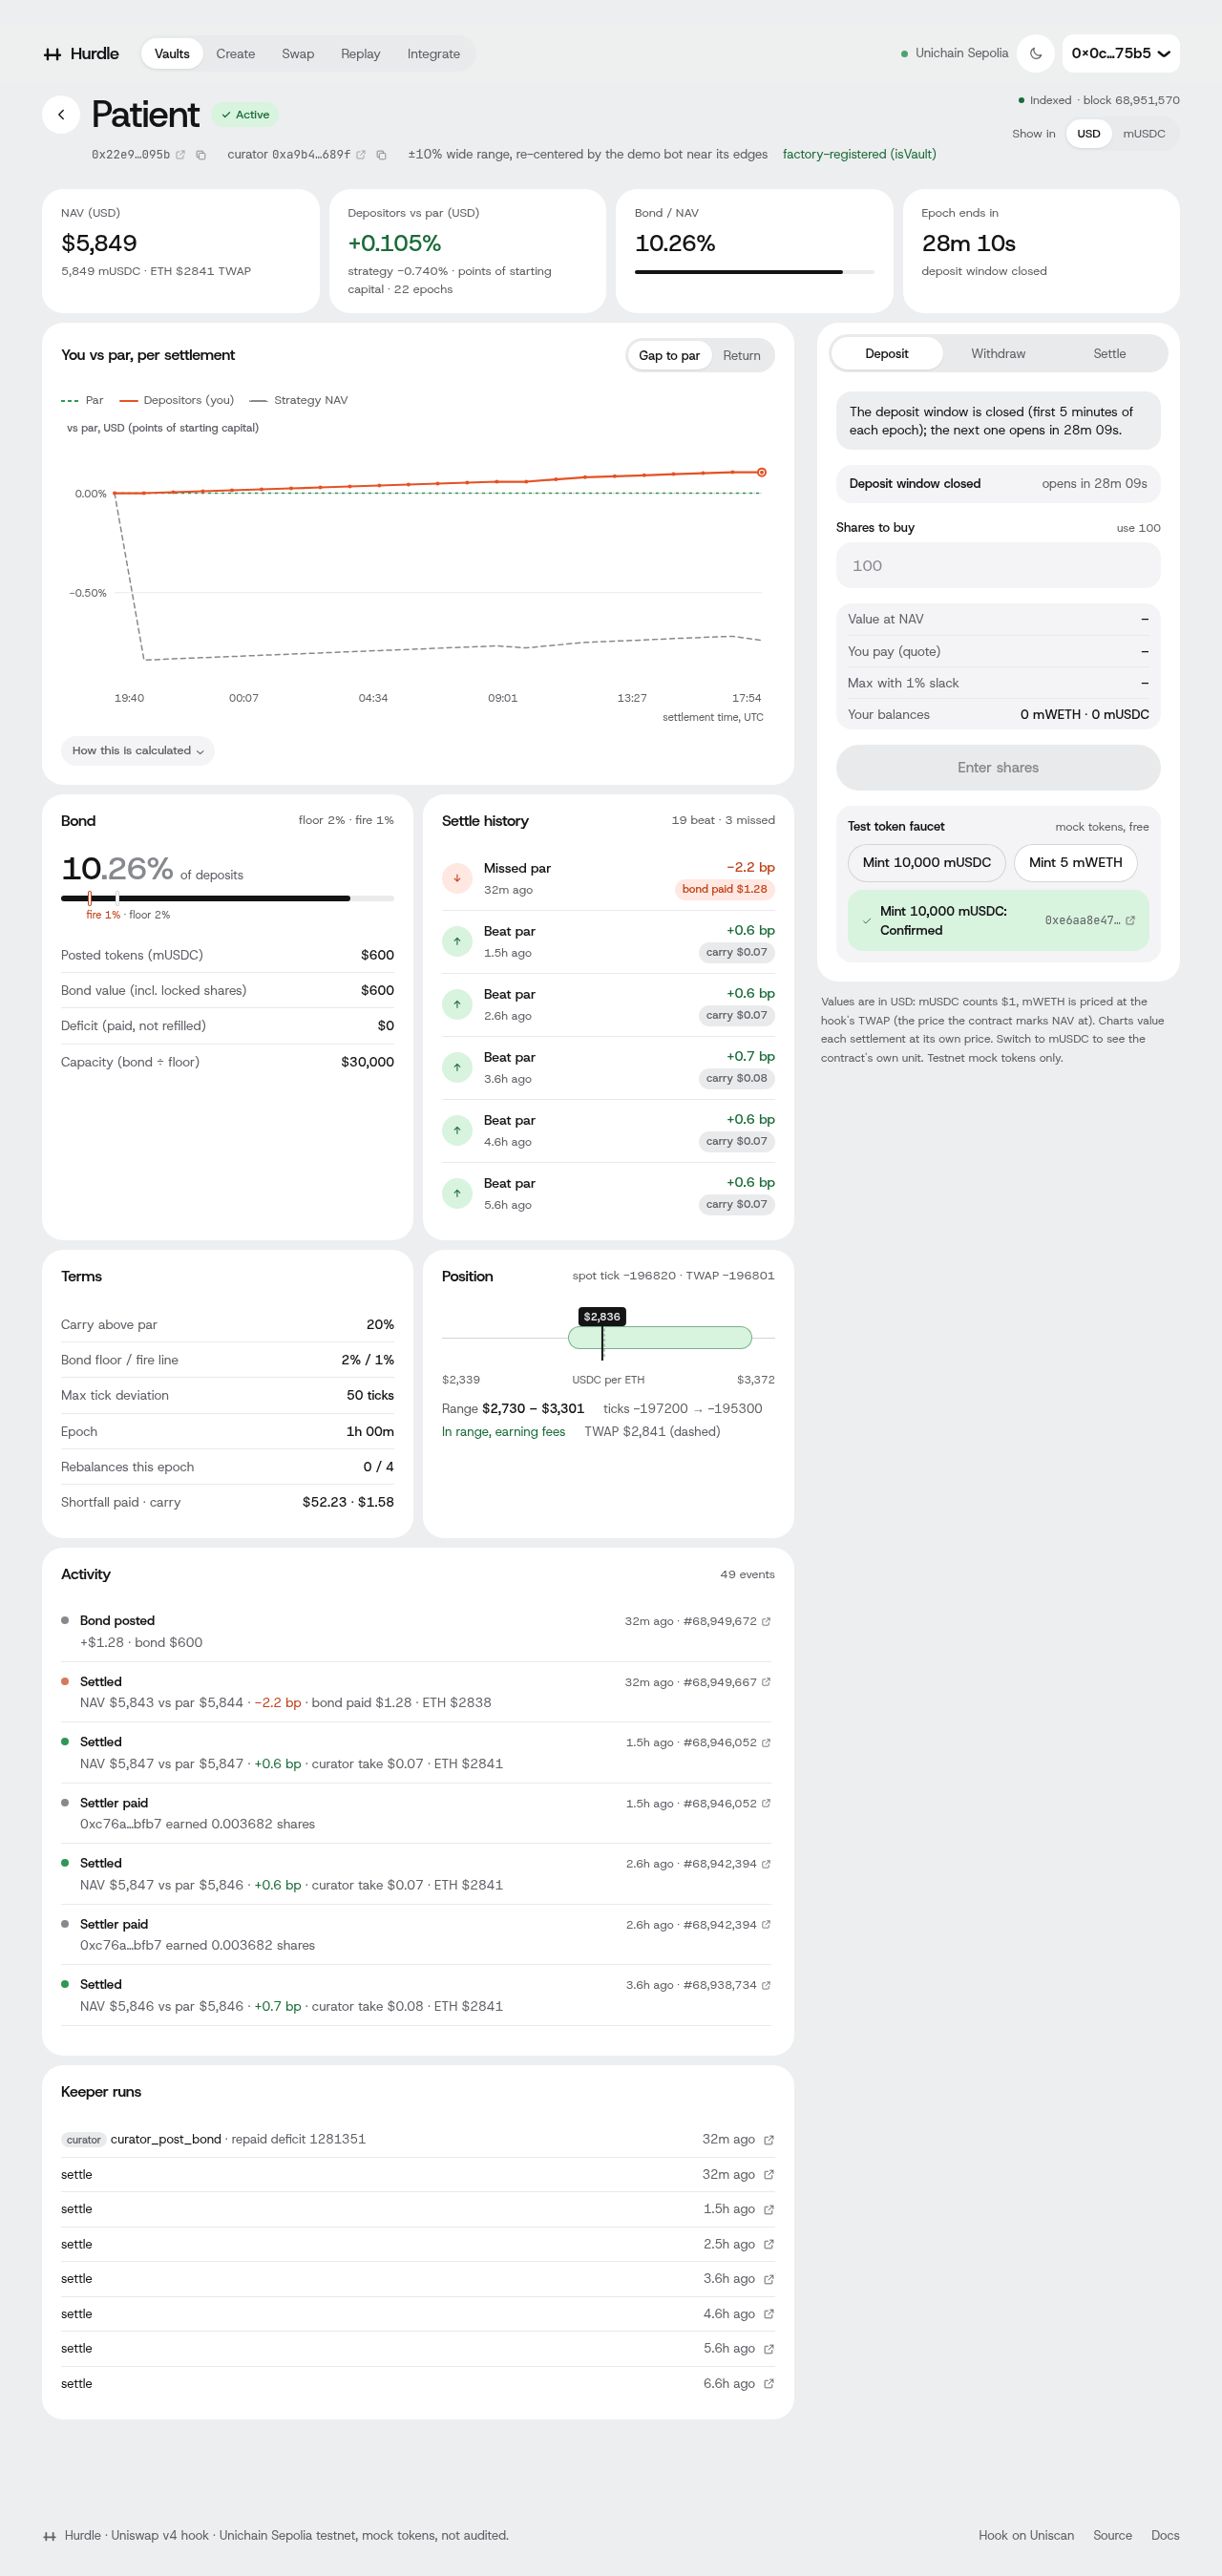 Hurdle
Vaults Create Swap Replay Integrate
Unichain Sepolia
0×0c…75b5
Patient
Active
Indexed · block 68,951,570
Show in USD mUSDC
0x22e9…095b curator 0xa9b4…689f ±10% wide range, re-centered by the demo bot near its edges factory-registered (isVault)
NAV (USD)
$5,849
5,849 mUSDC · ETH $2841 TWAP
Depositors vs par (USD)
+0.105%
strategy −0.740% · points of starting
capital · 22 epochs
Bond / NAV
10.26%
Epoch ends in
28m 10s
deposit window closed
You vs par, per settlement
Gap to par Return
Par Depositors (you) Strategy NAV
vs par, USD (points of starting capital)
0.00%
−0.50%
19:40 00:07 04:34 09:01 13:27 17:54
settlement time, UTC
How this is calculated
Deposit Withdraw Settle
The deposit window is closed (first 5 minutes of
each epoch); the next one opens in 28m 09s.
Deposit window closed opens in 28m 09s
Shares to buy use 100
100
Value at NAV –
You pay (quote) –
Max with 1% slack –
Your balances 0 mWETH · 0 mUSDC
Enter shares
Test token faucet mock tokens, free
Mint 10,000 mUSDC Mint 5 mWETH
Mint 10,000 mUSDC:
Confirmed
0xe6aa8e47…
Values are in USD: mUSDC counts $1, mWETH is priced at the
hook's TWAP (the price the contract marks NAV at). Charts value
each settlement at its own price. Switch to mUSDC to see the
contract's own unit. Testnet mock tokens only.
Bond floor 2% · fire 1%
10.26% of deposits
fire 1% · floor 2%
Posted tokens (mUSDC) $600
Bond value (incl. locked shares) $600
Deficit (paid, not refilled) $0
Capacity (bond ÷ floor) $30,000
Settle history 19 beat · 3 missed
Missed par −2.2 bp
32m ago bond paid $1.28
Beat par +0.6 bp
1.5h ago carry $0.07
Beat par +0.6 bp
2.6h ago carry $0.07
Beat par +0.7 bp
3.6h ago carry $0.08
Beat par +0.6 bp
4.6h ago carry $0.07
Beat par +0.6 bp
5.6h ago carry $0.07
Terms
Carry above par 20%
Bond floor / fire line 2% / 1%
Max tick deviation 50 ticks
Epoch 1h 00m
Rebalances this epoch 0 / 4
Shortfall paid · carry $52.23 · $1.58
Position spot tick −196820 · TWAP −196801
$2,836
$2,339 USDC per ETH $3,372
Range $2,730 – $3,301 ticks −197200 → −195300
In range, earning fees TWAP $2,841 (dashed)
Activity 49 events
Bond posted 32m ago · #68,949,672
+$1.28 · bond $600
Settled 32m ago · #68,949,667
NAV $5,843 vs par $5,844 · −2.2 bp · bond paid $1.28 · ETH $2838
Settled 1.5h ago · #68,946,052
NAV $5,847 vs par $5,847 · +0.6 bp · curator take $0.07 · ETH $2841
Settler paid 1.5h ago · #68,946,052
0xc76a…bfb7 earned 0.003682 shares
Settled 2.6h ago · #68,942,394
NAV $5,847 vs par $5,846 · +0.6 bp · curator take $0.07 · ETH $2841
Settler paid 2.6h ago · #68,942,394
0xc76a…bfb7 earned 0.003682 shares
Settled 3.6h ago · #68,938,734
NAV $5,846 vs par $5,846 · +0.7 bp · curator take $0.08 · ETH $2841
Keeper runs
curator curator_post_bond · repaid deficit 1281351 32m ago
settle 32m ago
settle 1.5h ago
settle 2.5h ago
settle 3.6h ago
settle 4.6h ago
settle 5.6h ago
settle 6.6h ago
Hurdle · Uniswap v4 hook · Unichain Sepolia testnet, mock tokens, not audited.
Hook on Uniscan Source Docs